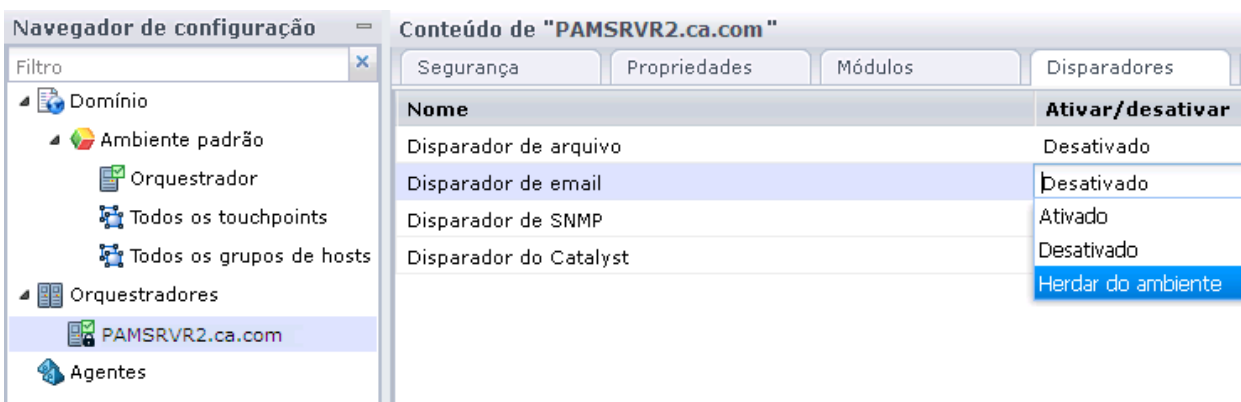 Navegador de configuração
Filtro
Domínio
Ambiente padrão
Orquestrador
Todos os touchpoints
Todos os grupos de hosts
Orquestradores
PAMSRVR2.ca.com
Agentes
Conteúdo de "PAMSRVR2.ca.com"
Segurança Propriedades Módulos Disparadores
Nome Ativar/desativar
Disparador de arquivo Desativado
Disparador de email Desativado
Disparador de SNMP Ativado
Disparador do Catalyst Desativado
Herdar do ambiente